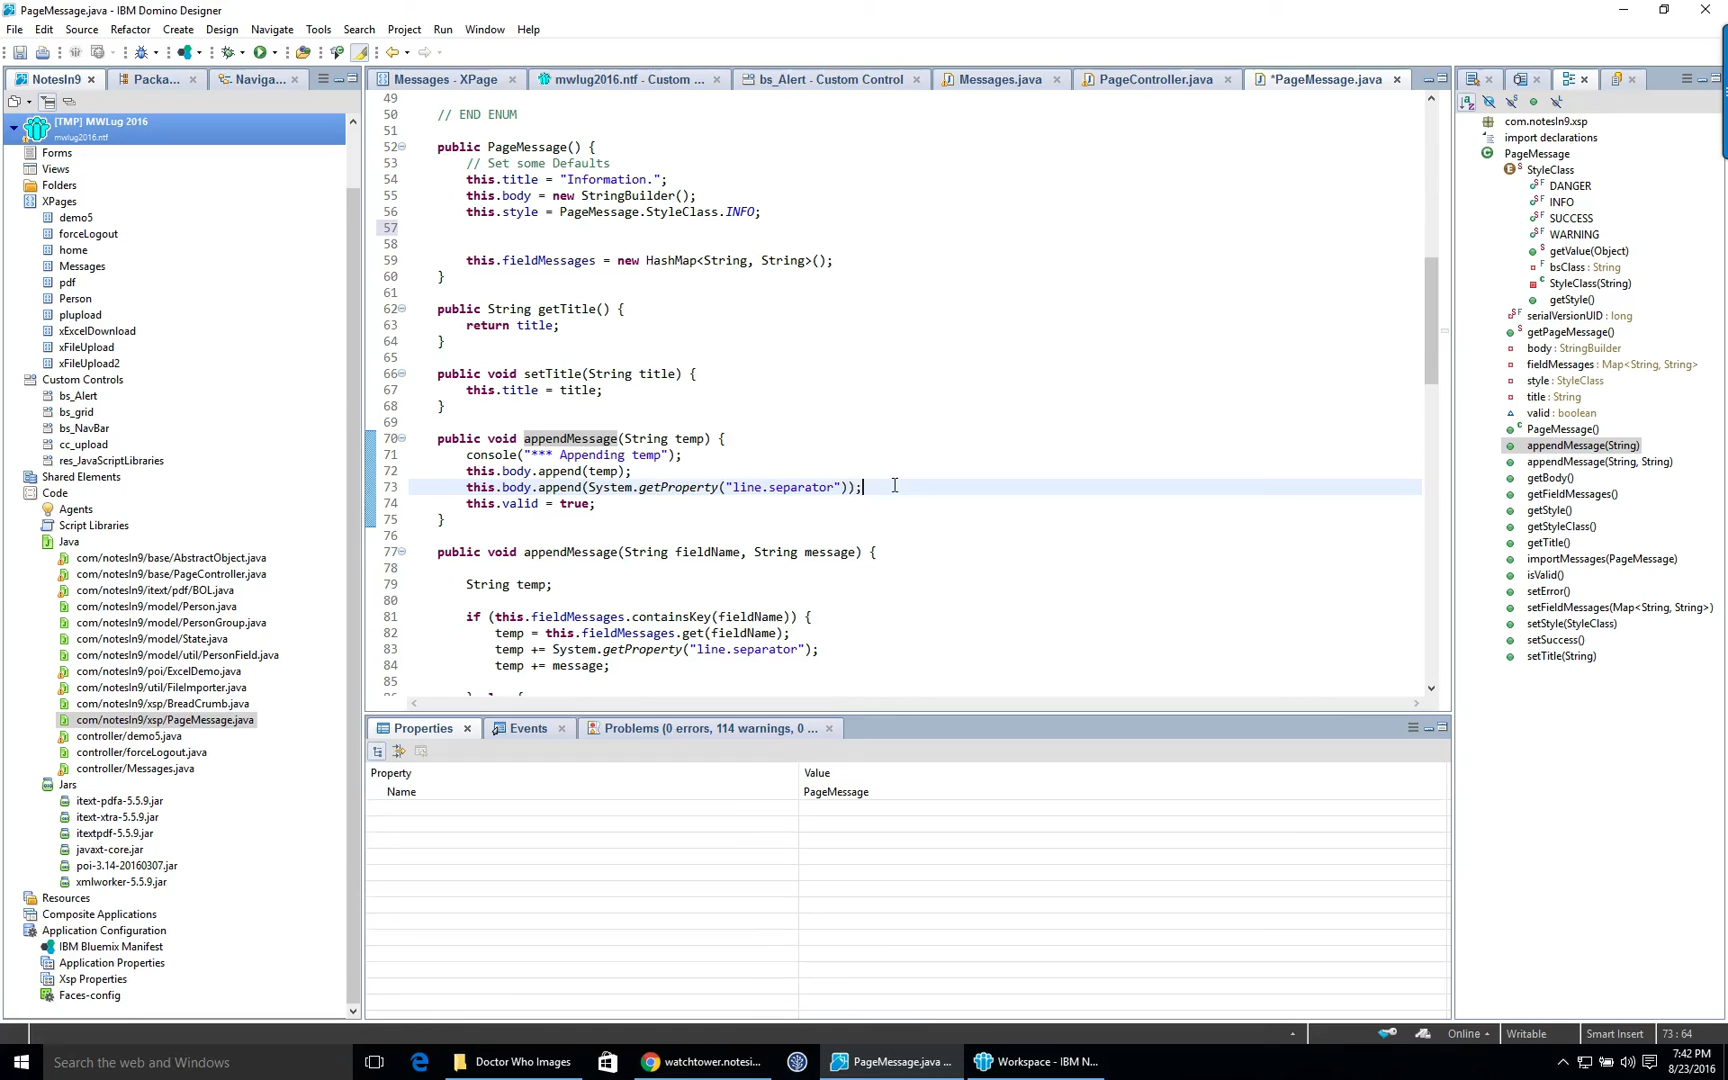 PageMessage.java - IBM Domino Designer
File Edit Source Refactor Create Design Navigate Tools Search Project Run Window Help
NotesIn9 Packa... Naviga...
Messages - XPage mwlug2016.ntf - Custom ... bs_Alert - Custom Control Messages.java PageController.java *PageMessage.java
[TMP] MWLug 2016
mwlug2016.ntf
Forms
Views
Folders
XPages
demo5
forceLogout
home
Messages
pdf
Person
plupload
xExcelDownload
xFileUpload
xFileUpload2
Custom Controls
bs_Alert
bs_grid
bs_NavBar
cc_upload
res_JavaScriptLibraries
Shared Elements
Code
Agents
Script Libraries
Java
com/notesIn9/base/AbstractObject.java
com/notesIn9/base/PageController.java
com/notesIn9/itext/pdf/BOL.java
com/notesIn9/model/Person.java
com/notesIn9/model/PersonGroup.java
com/notesIn9/model/State.java
com/notesIn9/model/util/PersonField.java
com/notesIn9/poi/ExcelDemo.java
com/notesIn9/util/FileImporter.java
com/notesIn9/xsp/BreadCrumb.java
com/notesIn9/xsp/PageMessage.java
controller/demo5.java
controller/forceLogout.java
controller/Messages.java
Jars
itext-pdfa-5.5.9.jar
itext-xtra-5.5.9.jar
itextpdf-5.5.9.jar
javaxt-core.jar
poi-3.14-20160307.jar
xmlworker-5.5.9.jar
Resources
Composite Applications
Application Configuration
IBM Bluemix Manifest
Application Properties
Xsp Properties
Faces-config
49
50 // END ENUM
51
52 public PageMessage() {
53 // Set some Defaults
54 this.title = "Information.";
55 this.body = new StringBuilder();
56 this.style = PageMessage.StyleClass.INFO;
57
58
59 this.fieldMessages = new HashMap<String, String>();
60 }
61
62 public String getTitle() {
63 return title;
64 }
65
66 public void setTitle(String title) {
67 this.title = title;
68 }
69
70 public void appendMessage(String temp) {
71 console("*** Appending temp");
72 this.body.append(temp);
73 this.body.append(System.getProperty("line.separator"));
74 this.valid = true;
75 }
76
77 public void appendMessage(String fieldName, String message) {
78
79 String temp;
80
81 if (this.fieldMessages.containsKey(fieldName)) {
82 temp = this.fieldMessages.get(fieldName);
83 temp += System.getProperty("line.separator");
84 temp += message;
85
Properties Events Problems (0 errors, 114 warnings, 0 ...
Property Value
Name PageMessage
com.notesIn9.xsp
import declarations
PageMessage
StyleClass
DANGER
INFO
SUCCESS
WARNING
getValue(Object)
bsClass : String
StyleClass(String)
getStyle()
serialVersionUID : long
getPageMessage()
body : StringBuilder
fieldMessages : Map<String, String>
style : StyleClass
title : String
valid : boolean
PageMessage()
appendMessage(String)
appendMessage(String, String)
getBody()
getFieldMessages()
getStyle()
getStyleClass()
getTitle()
importMessages(PageMessage)
isValid()
setError()
setFieldMessages(Map<String, String>)
setStyle(StyleClass)
setSuccess()
setTitle(String)
Online Writable Smart Insert 73 : 64
Search the web and Windows
Doctor Who Images
watchtower.notesi...
PageMessage.java ...
Workspace - IBM N...
7:42 PM
8/23/2016